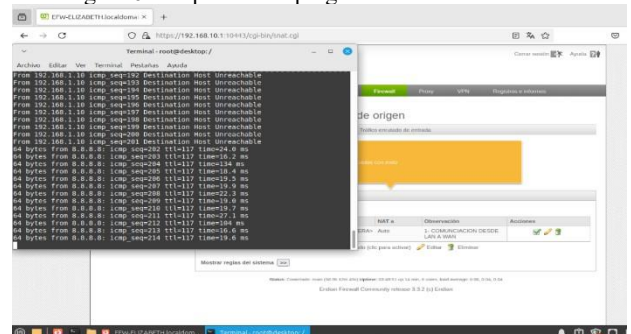 EFW-ELIZABETH.localdoma
https://192.168.10.1:10443/cgi-bin/snat.cgi
Terminal - root@desktop: /
Archivo Editar Ver Terminal Pestañas Ayuda
Cerrar sesión Ayuda
From 192.168.1.10 icmp_seq=192 Destination Host Unreachable
From 192.168.1.10 icmp_seq=193 Destination Host Unreachable
From 192.168.1.10 icmp_seq=194 Destination Host Unreachable
From 192.168.1.10 icmp_seq=195 Destination Host Unreachable
From 192.168.1.10 icmp_seq=196 Destination Host Unreachable
From 192.168.1.10 icmp_seq=197 Destination Host Unreachable
From 192.168.1.10 icmp_seq=198 Destination Host Unreachable
From 192.168.1.10 icmp_seq=199 Destination Host Unreachable
From 192.168.1.10 icmp_seq=200 Destination Host Unreachable
From 192.168.1.10 icmp_seq=201 Destination Host Unreachable
64 bytes from 8.8.8.8: icmp_seq=202 ttl=117 time=24.0 ms
64 bytes from 8.8.8.8: icmp_seq=203 ttl=117 time=16.2 ms
64 bytes from 8.8.8.8: icmp_seq=204 ttl=117 time=134 ms
64 bytes from 8.8.8.8: icmp_seq=205 ttl=117 time=18.4 ms
64 bytes from 8.8.8.8: icmp_seq=206 ttl=117 time=19.5 ms
64 bytes from 8.8.8.8: icmp_seq=207 ttl=117 time=19.9 ms
64 bytes from 8.8.8.8: icmp_seq=208 ttl=117 time=22.3 ms
64 bytes from 8.8.8.8: icmp_seq=209 ttl=117 time=19.0 ms
64 bytes from 8.8.8.8: icmp_seq=210 ttl=117 time=19.7 ms
64 bytes from 8.8.8.8: icmp_seq=211 ttl=117 time=27.1 ms
64 bytes from 8.8.8.8: icmp_seq=212 ttl=117 time=104 ms
64 bytes from 8.8.8.8: icmp_seq=213 ttl=117 time=16.6 ms
64 bytes from 8.8.8.8: icmp_seq=214 ttl=117 time=19.6 ms
Firewall Proxy VPN Registros e informes
de origen
Tráfico enrutado de entrada
NAT a Observación Acciones
Auto 1- COMUNCIACION DESDE
LAN A WAN
(clic para activar) Editar Eliminar
Mostrar reglas del sistema >>
Endian Firewall Community release 3.3.2 (c) Endian
EFW-ELIZABETH.localdom...
Terminal - root@desktop: /